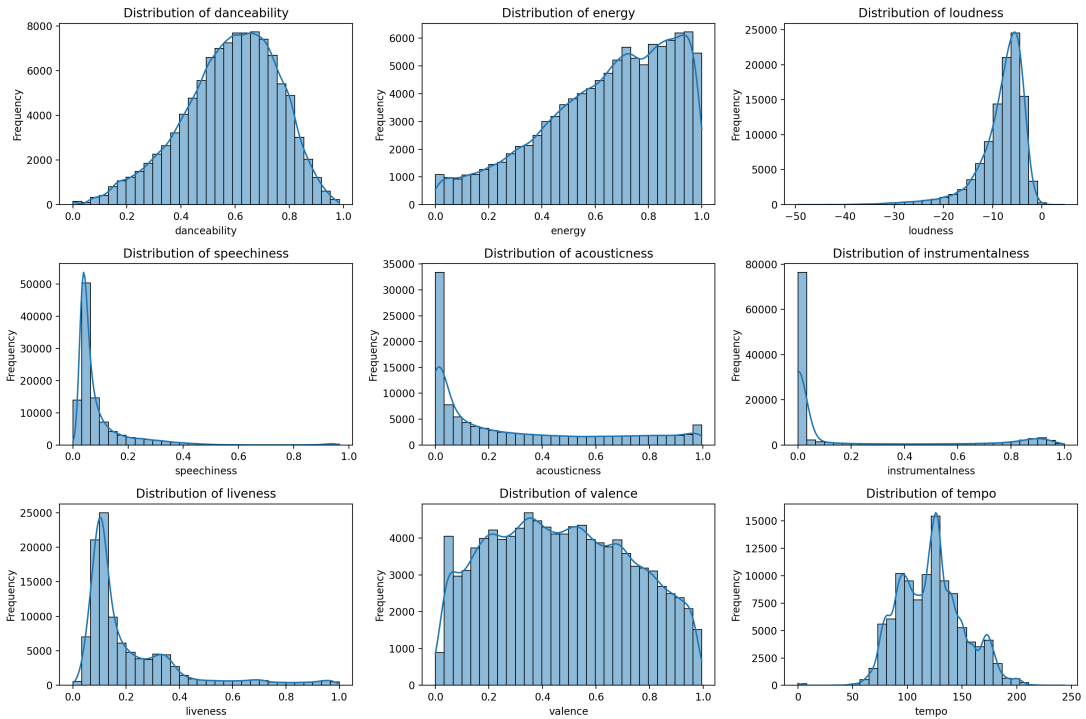 Distribution of danceability
Distribution of energy
Distribution of loudness
8000
6000
4000
2000
0
Frequency
0.0 0.2 0.4 0.6 0.8 1.0
danceability
6000
5000
4000
3000
2000
1000
0
Frequency
0.0 0.2 0.4 0.6 0.8 1.0
energy
25000
20000
15000
10000
5000
0
Frequency
−50 −40 −30 −20 −10 0
loudness
Distribution of speechiness
Distribution of acousticness
Distribution of instrumentalness
50000
40000
30000
20000
10000
0
Frequency
0.0 0.2 0.4 0.6 0.8 1.0
speechiness
35000
30000
25000
20000
15000
10000
5000
0
Frequency
0.0 0.2 0.4 0.6 0.8 1.0
acousticness
80000
60000
40000
20000
0
Frequency
0.0 0.2 0.4 0.6 0.8 1.0
instrumentalness
Distribution of liveness
Distribution of valence
Distribution of tempo
25000
20000
15000
10000
5000
0
Frequency
0.0 0.2 0.4 0.6 0.8 1.0
liveness
4000
3000
2000
1000
0
Frequency
0.0 0.2 0.4 0.6 0.8 1.0
valence
15000
12500
10000
7500
5000
2500
0
Frequency
0 50 100 150 200 250
tempo